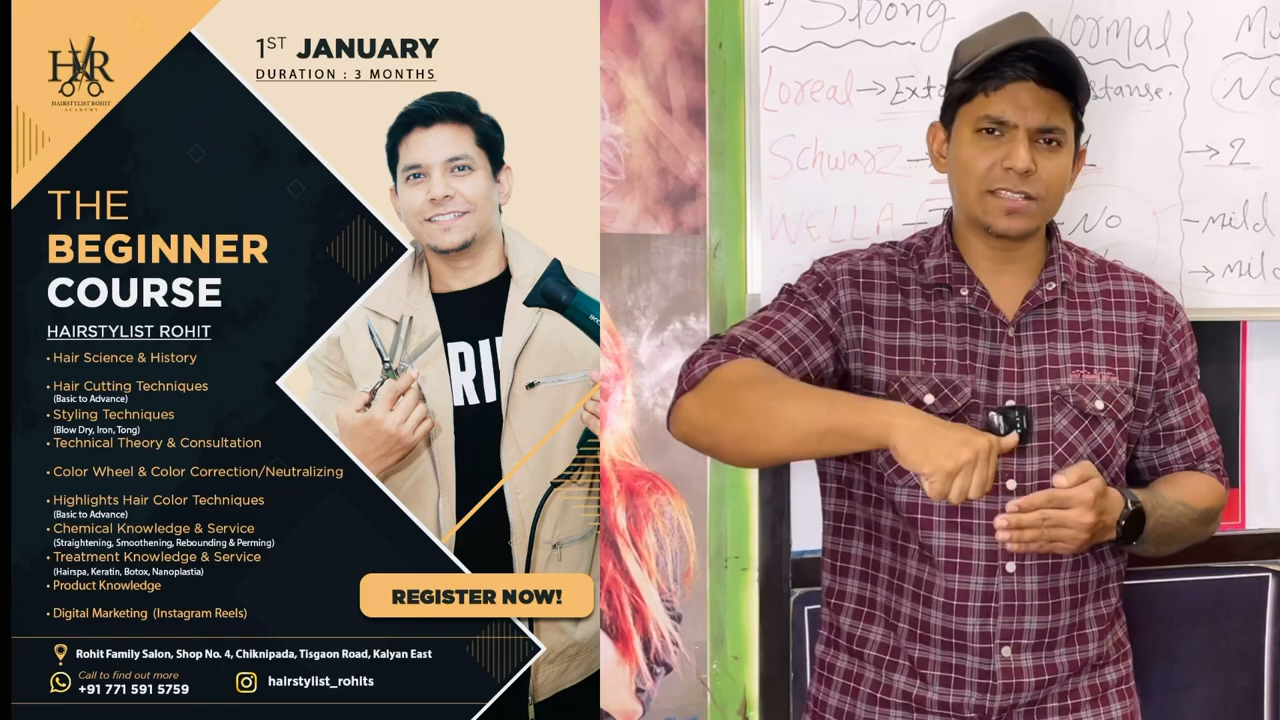 HR
HAIRSTYLIST ROHIT
ACADEMY
1ST JANUARY
DURATION : 3 MONTHS
THE
BEGINNER
COURSE
HAIRSTYLIST ROHIT
• Hair Science & History
• Hair Cutting Techniques
(Basic to Advance)
• Styling Techniques
(Blow Dry, Iron, Tong)
• Technical Theory & Consultation
• Color Wheel & Color Correction/Neutralizing
• Highlights Hair Color Techniques
(Basic to Advance)
• Chemical Knowledge & Service
(Straightening, Smoothening, Rebounding & Perming)
• Treatment Knowledge & Service
(Hairspa, Keratin, Botox, Nanoplastia)
• Product Knowledge
• Digital Marketing (Instagram Reels)
REGISTER NOW!
Rohit Family Salon, Shop No. 4, Chiknipada, Tisgaon Road, Kalyan East
Call to find out more
+91 771 591 5759
hairstylist_rohits
RI
Strong Normal
Loreal → stanse. No
Schwarz → → 2
WELLA No - mild
→ mild